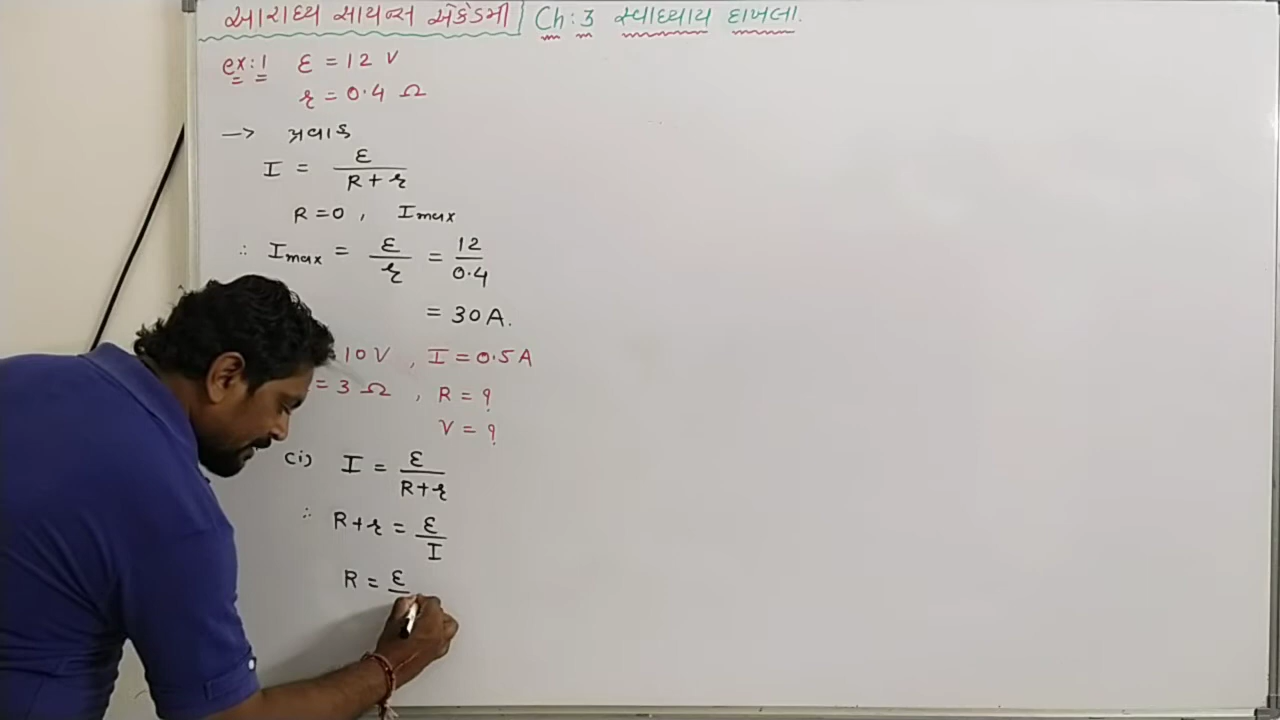 આરાધ્ય સાયન્સ એકેડમી Ch: 3 સ્વાધ્યાય દાખલા.
ex: 1 ε = 12 V
r = 0.4 Ω
→
I = ε / (R + r)
R = 0 , Imax
∴ Imax = ε / r = 12 / 0.4
= 30 A.
10 V , I = 0.5 A
= 3 Ω , R = ?
V = ?
(i) I = ε / (R + r)
∴ R + r = ε / I
R = ε